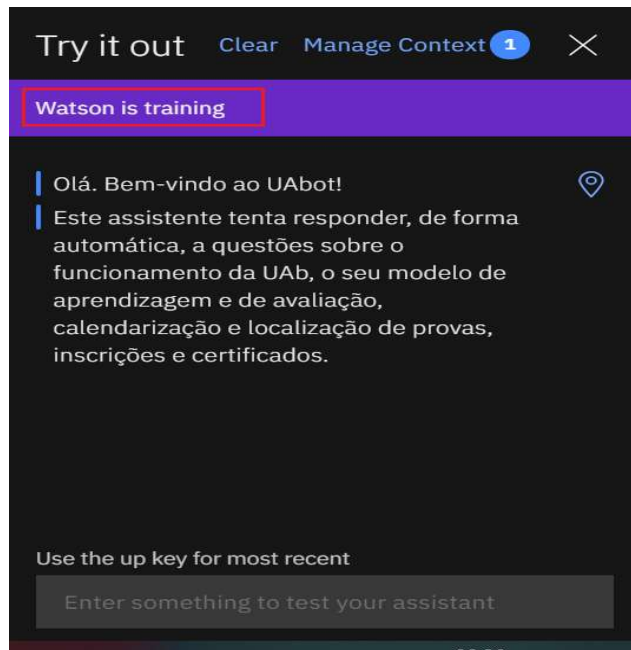 Try it out Clear Manage Context 1
Watson is training
Olá. Bem-vindo ao UAbot!
Este assistente tenta responder, de forma
automática, a questões sobre o
funcionamento da UAb, o seu modelo de
aprendizagem e de avaliação,
calendarização e localização de provas,
inscrições e certificados.
Use the up key for most recent
Enter something to test your assistant